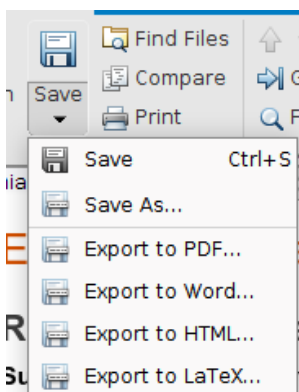 Find Files
Compare
Save
Print
Save Ctrl+S
Save As...
Export to PDF...
Export to Word...
Export to HTML...
Export to LaTeX...